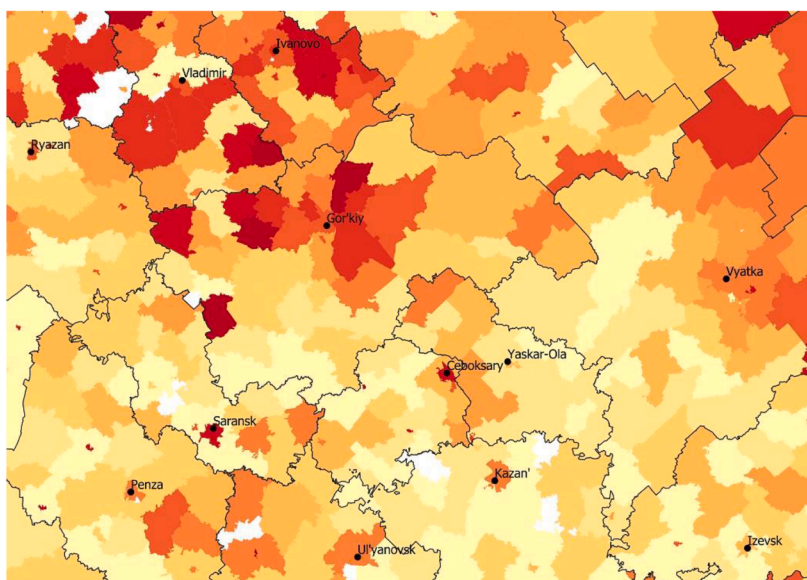 Ivanovo
Vladimir
Ryazan
Gor'kiy
Vyatka
Yaskar-Ola
Ceboksary
Saransk
Kazan'
Penza
Ul'yanovsk
Izevsk